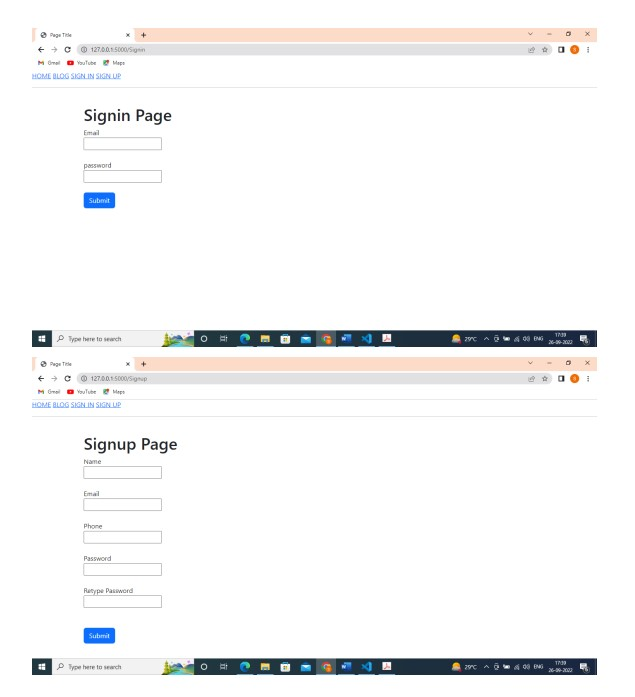 Page Title
127.0.0.1:5000/Signin
Gmail YouTube Maps
HOME BLOG SIGN IN SIGN UP
Signin Page
Email
password
Submit
Type here to search
29°C ENG 17:39
26-09-2022
Page Title
127.0.0.1:5000/Signup
Gmail YouTube Maps
HOME BLOG SIGN IN SIGN UP
Signup Page
Name
Email
Phone
Password
Retype Password
Submit
Type here to search
29°C ENG 17:39
26-09-2022